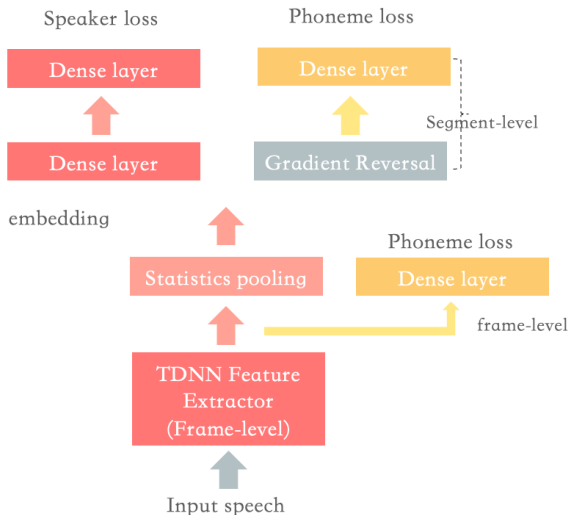 Speaker loss
Phoneme loss
Dense layer
Dense layer
Segment-level
Dense layer
Gradient Reversal
embedding
Phoneme loss
Statistics pooling
Dense layer
frame-level
TDNN Feature
Extractor
(Frame-level)
Input speech